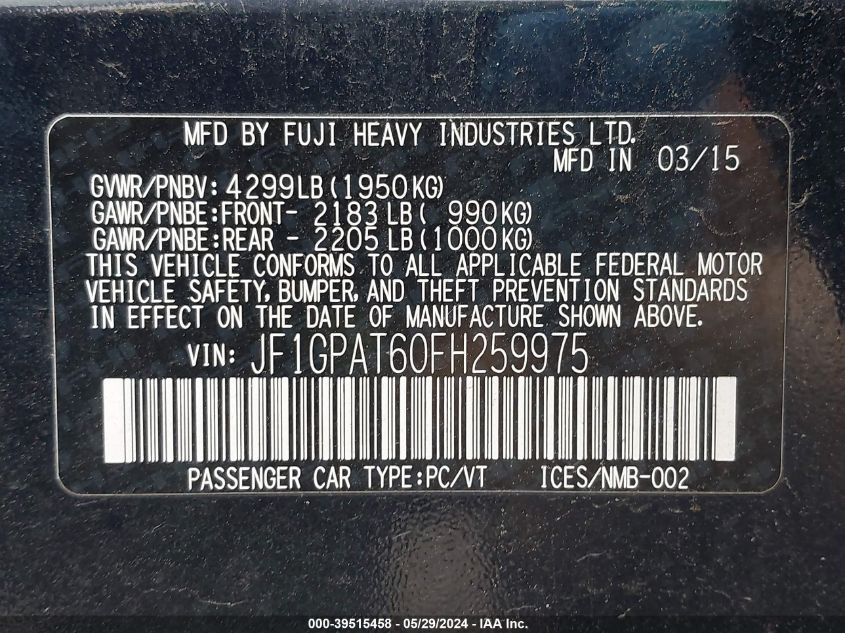 MFD BY FUJI HEAVY INDUSTRIES LTD.
MFD IN 03/15
GVWR/PNBV: 4299LB (1950KG)
GAWR/PNBE:FRONT- 2183 LB ( 990KG)
GAWR/PNBE:REAR - 2205 LB (1000KG)
THIS VEHICLE CONFORMS TO ALL APPLICABLE FEDERAL MOTOR
VEHICLE SAFETY, BUMPER, AND THEFT PREVENTION STANDARDS
IN EFFECT ON THE DATE OF MANUFACTURE SHOWN ABOVE.
VIN: JF1GPAT60FH259975
PASSENGER CAR TYPE:PC/VT ICES/NMB-002
000-39515458 - 05/29/2024 - IAA Inc.